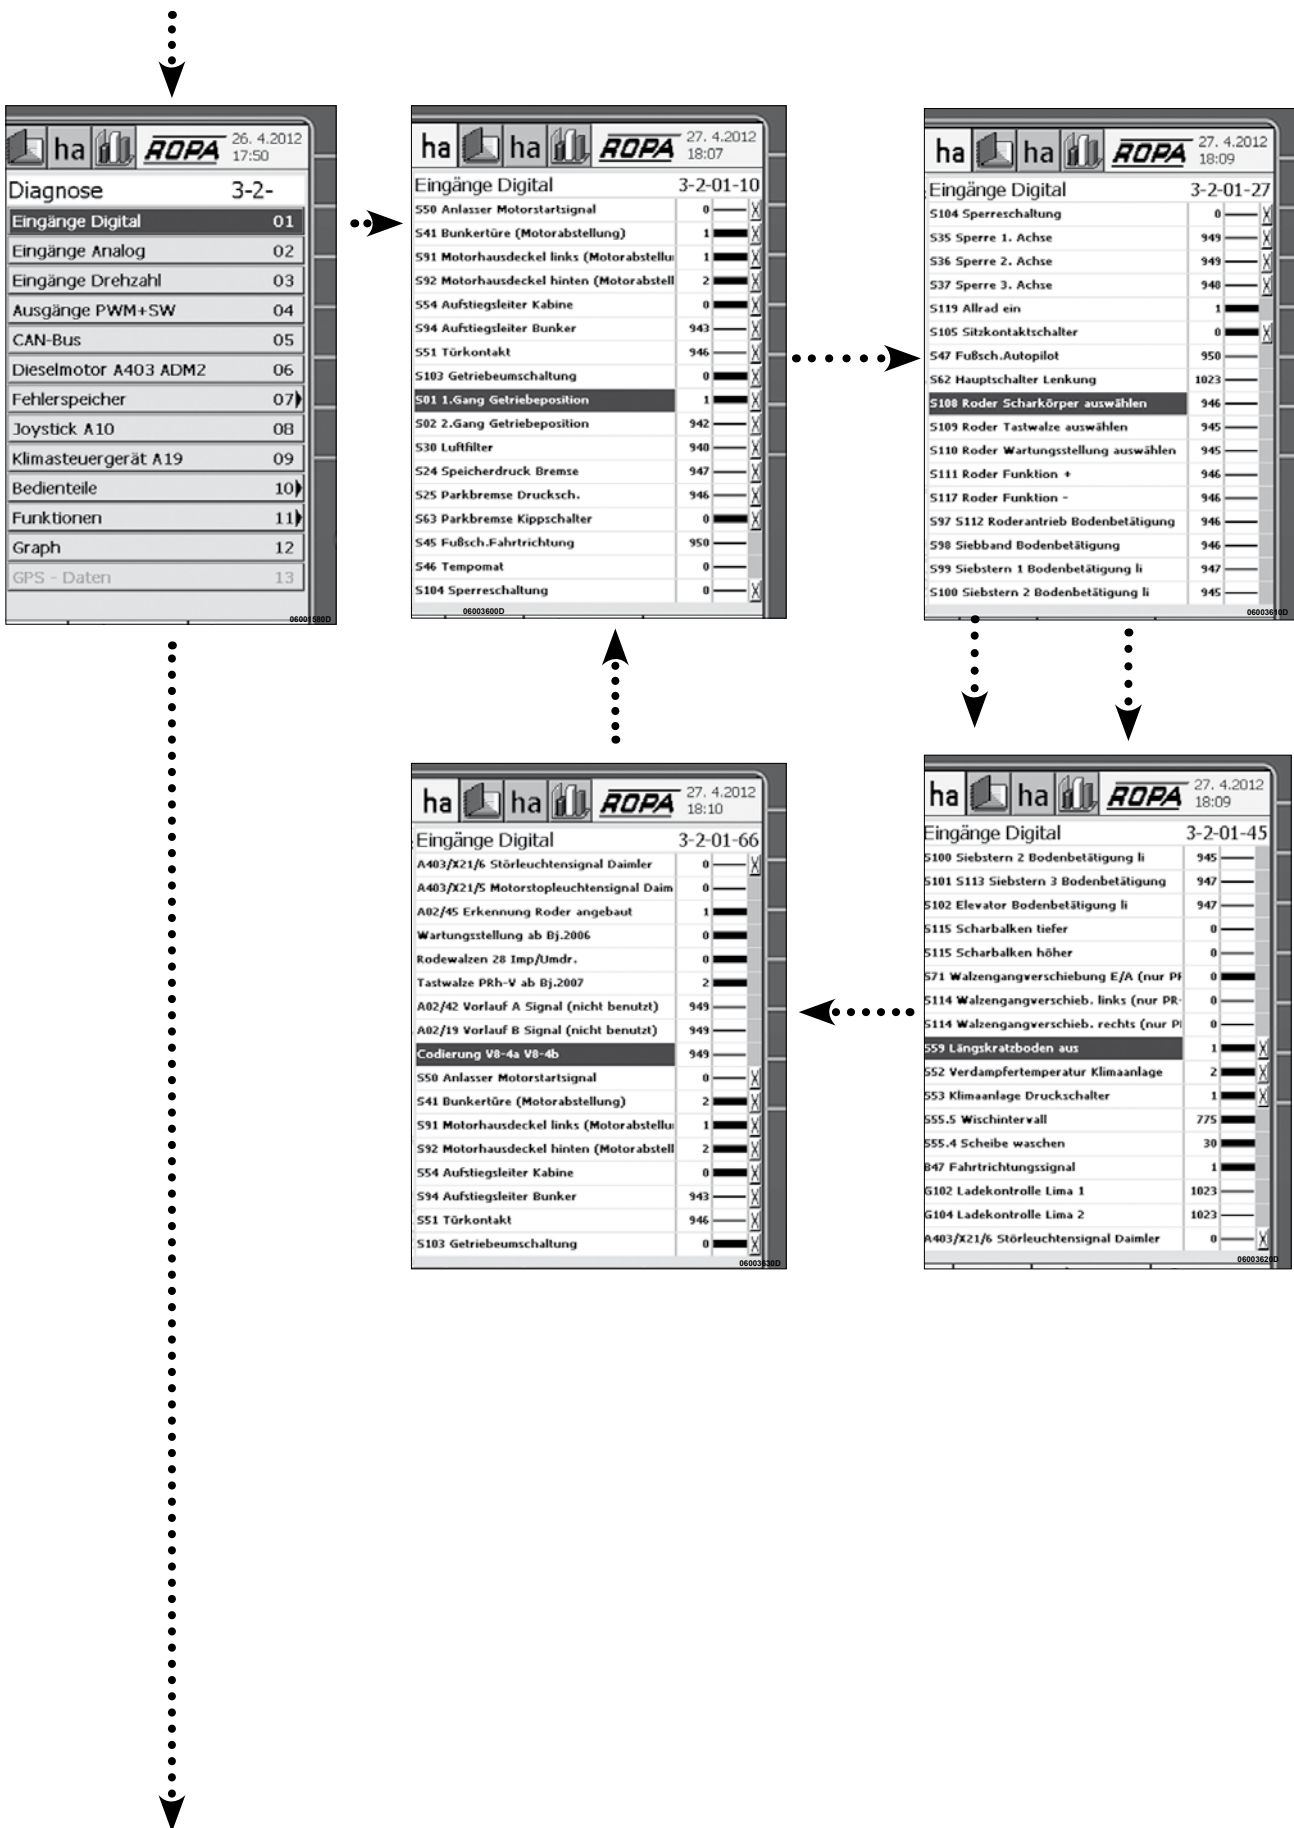 ha
ROPA
26. 4.2012
17:50
Diagnose 3-2-
Eingänge Digital 01
Eingänge Analog 02
Eingänge Drehzahl 03
Ausgänge PWM+SW 04
CAN-Bus 05
Dieselmotor A403 ADM2 06
Fehlerspeicher 07
Joystick A10 08
Klimasteuergerät A19 09
Bedienteile 10
Funktionen 11
Graph 12
GPS - Daten 13
06001580D
ha ha
ROPA
27. 4.2012
18:07
Eingänge Digital 3-2-01-10
S50 Anlasser Motorstartsignal 0 X
S41 Bunkertüre (Motorabstellung) 1 X
S91 Motorhausdeckel links (Motorabstellu 1 X
S92 Motorhausdeckel hinten (Motorabstell 2 X
S54 Aufstiegsleiter Kabine 0 X
S94 Aufstiegsleiter Bunker 943 X
S51 Türkontakt 946 X
S103 Getriebeumschaltung 0 X
S01 1.Gang Getriebeposition 1 X
S02 2.Gang Getriebeposition 942 X
S30 Luftfilter 940 X
S24 Speicherdruck Bremse 947 X
S25 Parkbremse Drucksch. 946 X
S63 Parkbremse Kippschalter 0 X
S45 Fußsch.Fahrtrichtung 950
S46 Tempomat 0
S104 Sperreschaltung 0 X
06003600D
ha ha
ROPA
27. 4.2012
18:09
Eingänge Digital 3-2-01-27
S104 Sperreschaltung 0 X
S35 Sperre 1. Achse 949 X
S36 Sperre 2. Achse 949 X
S37 Sperre 3. Achse 948 X
S119 Allrad ein 1
S105 Sitzkontaktschalter 0 X
S47 Fußsch.Autopilot 950
S62 Hauptschalter Lenkung 1023
S108 Roder Scharkörper auswählen 946
S109 Roder Tastwalze auswählen 945
S110 Roder Wartungsstellung auswählen 945
S111 Roder Funktion + 946
S117 Roder Funktion - 946
S97 S112 Roderantrieb Bodenbetätigung 946
S98 Siebband Bodenbetätigung 946
S99 Siebstern 1 Bodenbetätigung li 947
S100 Siebstern 2 Bodenbetätigung li 945
06003610D
ha ha
ROPA
27. 4.2012
18:10
Eingänge Digital 3-2-01-66
A403/X21/6 Störleuchtensignal Daimler 0 X
A403/X21/5 Motorstopleuchtensignal Daim 0
A02/45 Erkennung Roder angebaut 1
Wartungsstellung ab Bj.2006 0
Rodewalzen 28 Imp/Umdr. 0
Tastwalze PRh-V ab Bj.2007 2
A02/42 Vorlauf A Signal (nicht benutzt) 949
A02/19 Vorlauf B Signal (nicht benutzt) 949
Codierung V8-4a V8-4b 949
S50 Anlasser Motorstartsignal 0 X
S41 Bunkertüre (Motorabstellung) 2 X
S91 Motorhausdeckel links (Motorabstellu 1 X
S92 Motorhausdeckel hinten (Motorabstell 2 X
S54 Aufstiegsleiter Kabine 0 X
S94 Aufstiegsleiter Bunker 943 X
S51 Türkontakt 946 X
S103 Getriebeumschaltung 0 X
06003630D
ha ha
ROPA
27. 4.2012
18:09
Eingänge Digital 3-2-01-45
S100 Siebstern 2 Bodenbetätigung li 945
S101 S113 Siebstern 3 Bodenbetätigung 947
S102 Elevator Bodenbetätigung li 947
S115 Scharbalken tiefer 0
S115 Scharbalken höher 0
S71 Walzengangverschiebung E/A (nur PR 0
S114 Walzengangverschieb. links (nur PR- 0
S114 Walzengangverschieb. rechts (nur PR 0
S59 Längskratzboden aus 1 X
S52 Verdampfertemperatur Klimaanlage 2 X
S53 Klimaanlage Druckschalter 1 X
S55.5 Wischintervall 775
S55.4 Scheibe waschen 30
B47 Fahrtrichtungssignal 1
G102 Ladekontrolle Lima 1 1023
G104 Ladekontrolle Lima 2 1023
A403/X21/6 Störleuchtensignal Daimler 0 X
06003620D